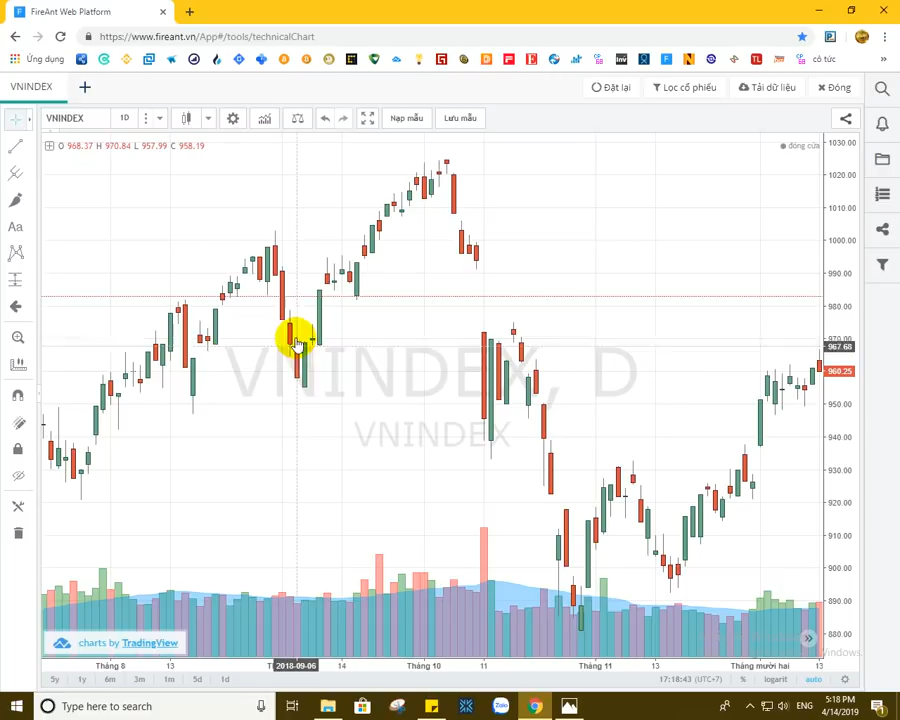 FireAnt Web Platform
https://www.fireant.vn/App#/tools/technicalChart
Ứng dụng
cô tức
VNINDEX
Đặt lại
Lọc cổ phiếu
Tải dữ liệu
Đóng
VNINDEX 1D
Nạp mẫu
Lưu mẫu
O 968.37 H 970.84 L 957.99 C 958.19
đóng cửa
1030.00
1020.00
1010.00
1000.00
990.00
980.00
970.00
967.68
960.25
950.00
940.00
930.00
920.00
910.00
900.00
890.00
880.00
VNINDEX, D
VNINDEX
charts by TradingView
Tháng 8 13 2018-09-06 14 Tháng 10 11 Tháng 11 13 Tháng mười hai 13
5y 1y 6m 3m 1m 5d 1d
17:18:43 (UTC+7) % logarit auto
Type here to search
Zalo
5:18 PM
4/14/2019